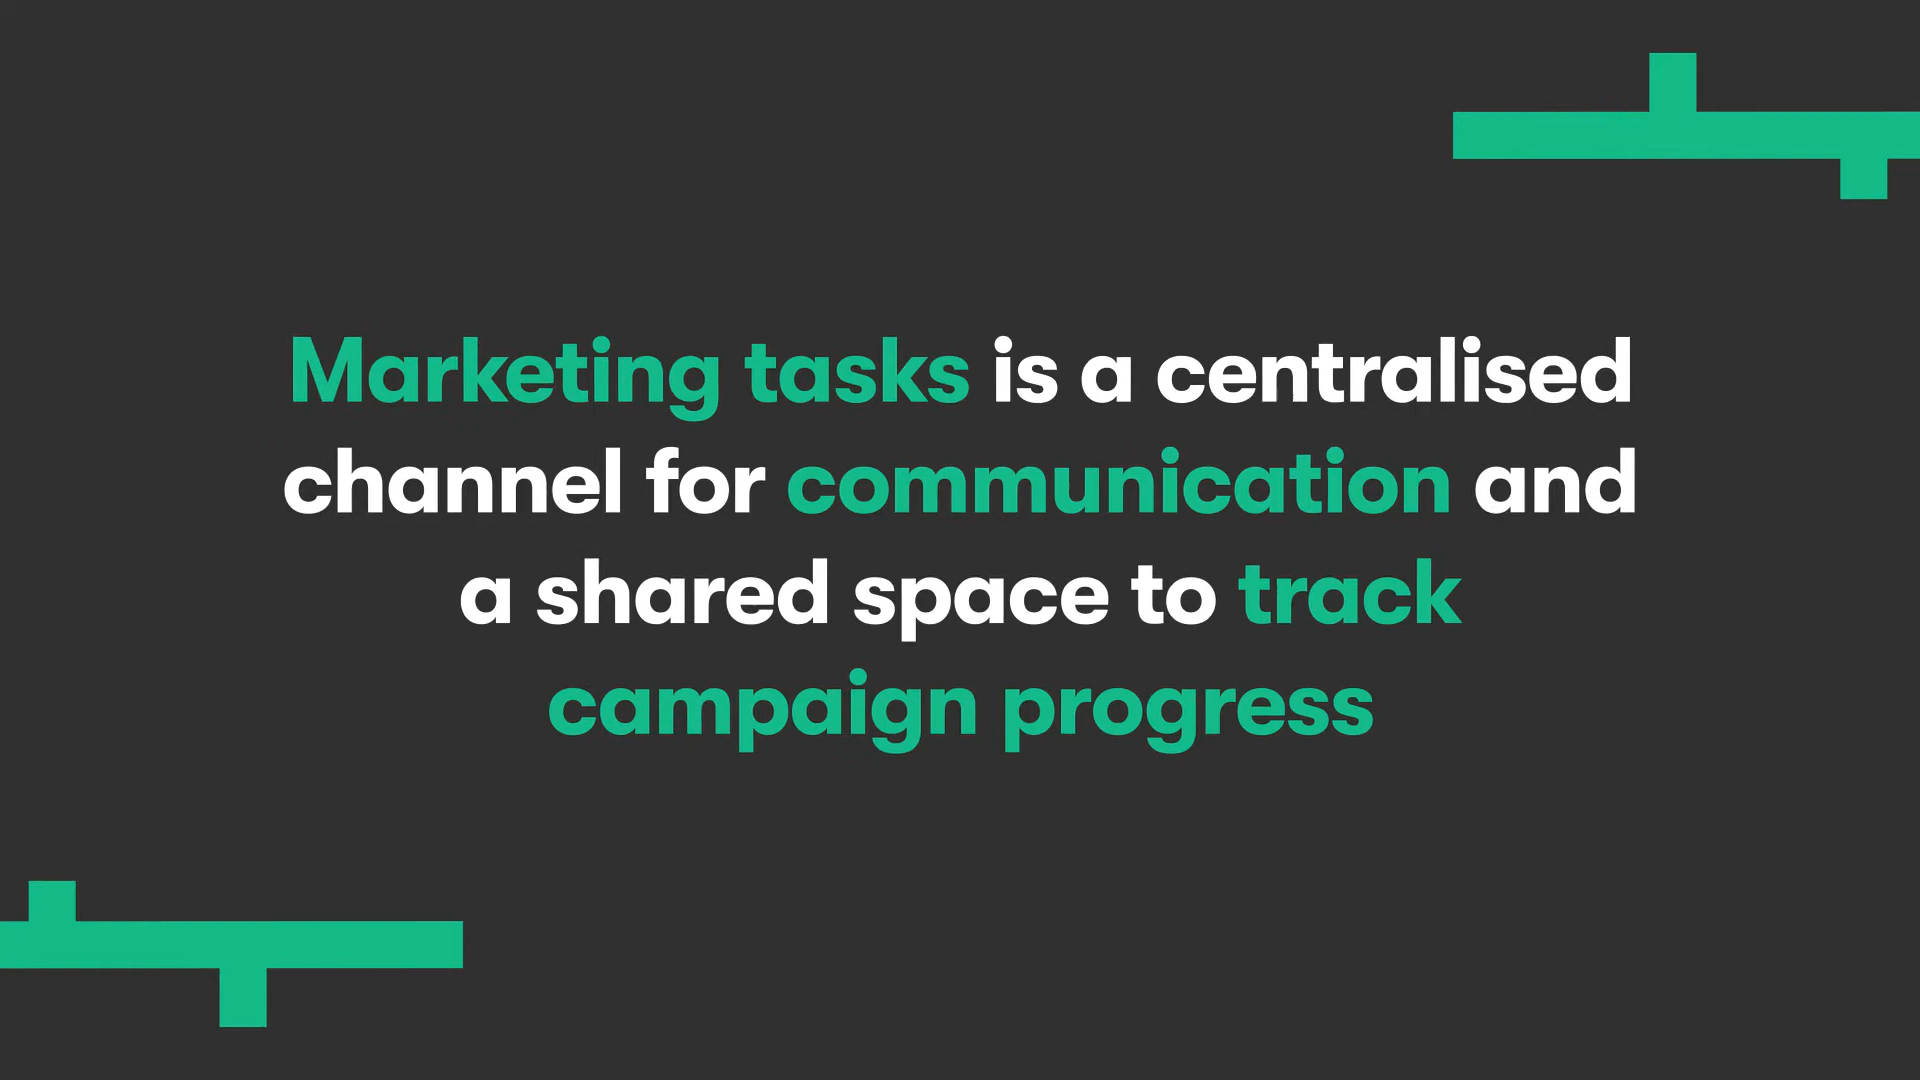 Marketing tasks is a centralised
channel for communication and
a shared space to track
campaign progress